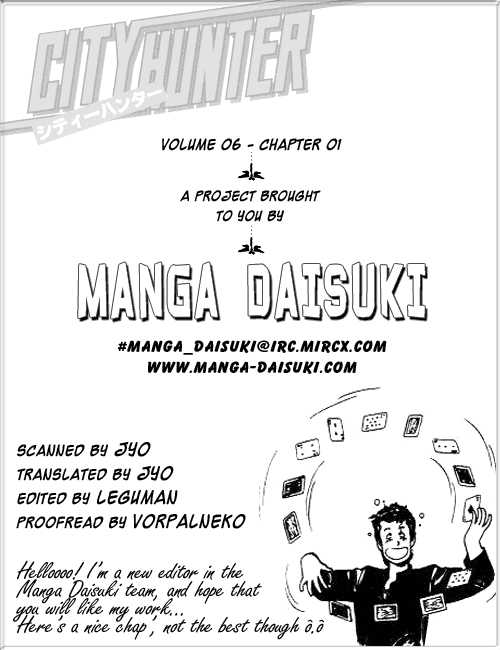 CITYHUNTER
シティーハンター
VOLUME 06 - CHAPTER 01
A PROJECT BROUGHT
TO YOU BY
MANGA DAISUKI
#MANGA_DAISUKI@IRC.MIRCX.COM
WWW.MANGA-DAISUKI.COM
SCANNED BY JYO
TRANSLATED BY JYO
EDITED BY LEGUMAN
PROOFREAD BY VORPALNEKO
Helloooo! I'm a new editor in the
Manga Daisuki team, and hope that
you will like my work...
Here's a nice chap', not the best though ô,ô